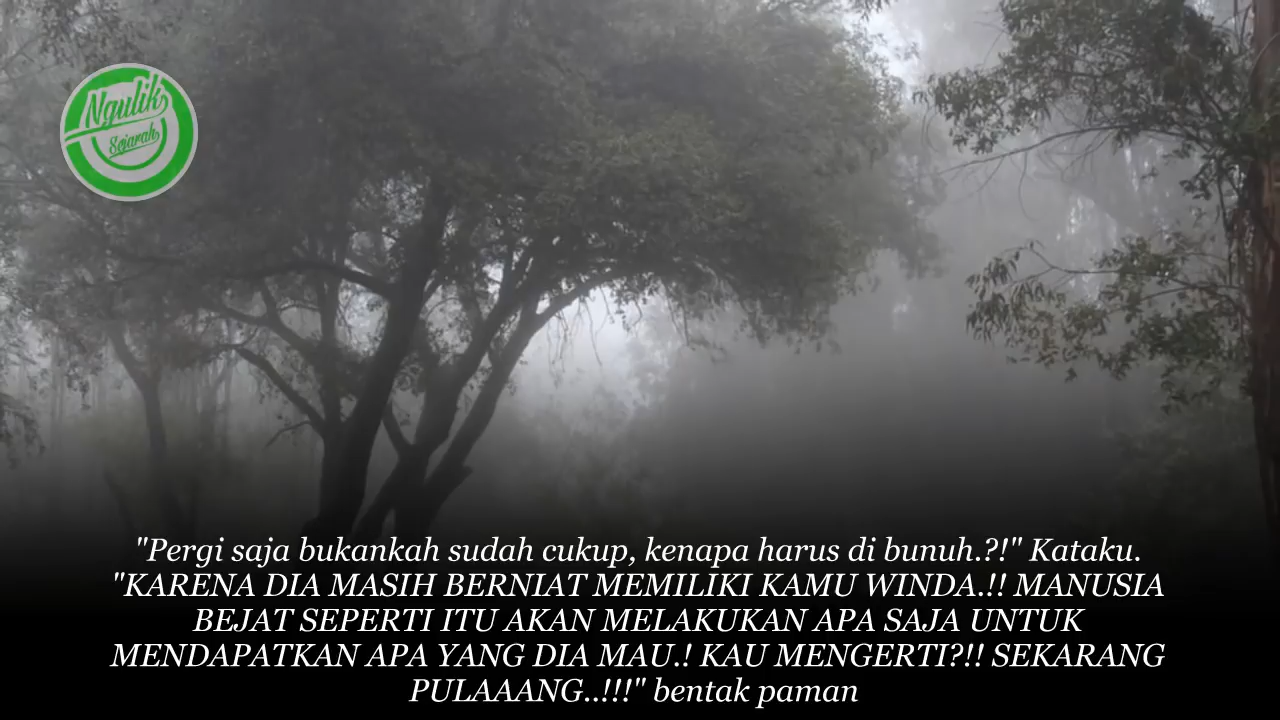 Ngulik
Sejarah
"Pergi saja bukankah sudah cukup, kenapa harus di bunuh.?!" Kataku.
"KARENA DIA MASIH BERNIAT MEMILIKI KAMU WINDA.!! MANUSIA
BEJAT SEPERTI ITU AKAN MELAKUKAN APA SAJA UNTUK
MENDAPATKAN APA YANG DIA MAU.! KAU MENGERTI?!! SEKARANG
PULAAANG..!!!" bentak paman